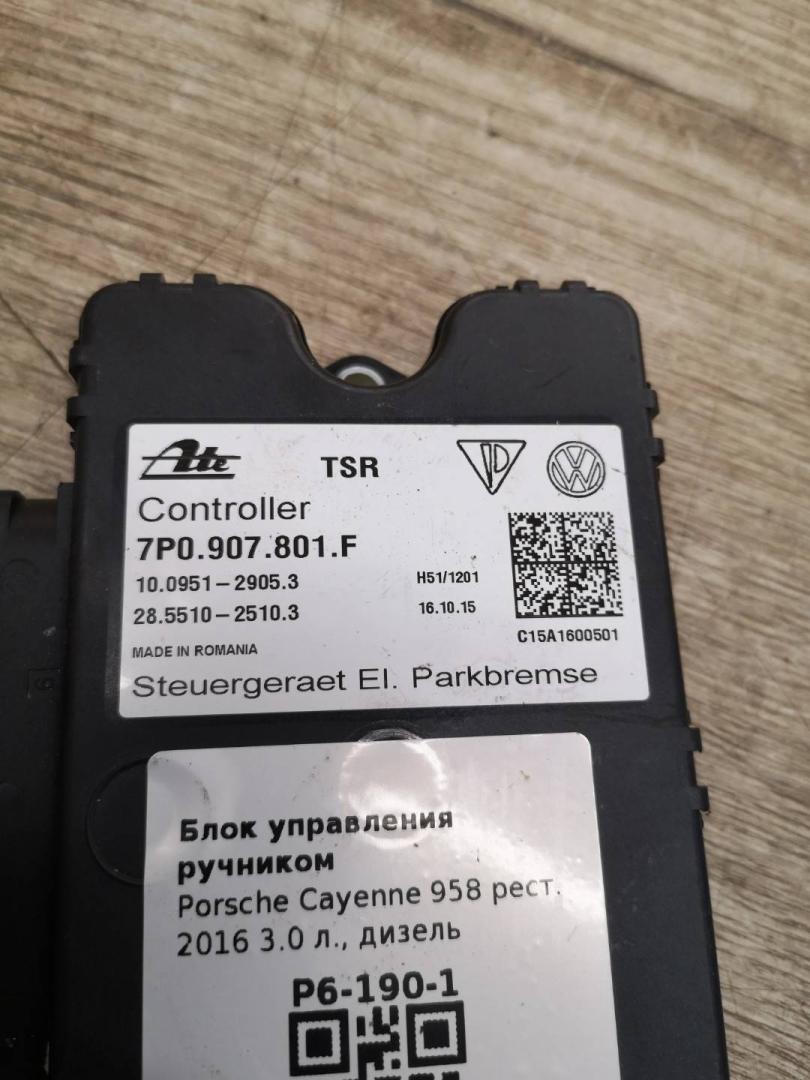 Ate TSR
Controller
7P0.907.801.F
10.0951-2905.3 H51/1201
28.5510-2510.3 16.10.15
C15A1600501
MADE IN ROMANIA
Steuergeraet El. Parkbremse
Блок управления
ручником
Porsche Cayenne 958 рест.
2016 3.0 л., дизель
P6-190-1